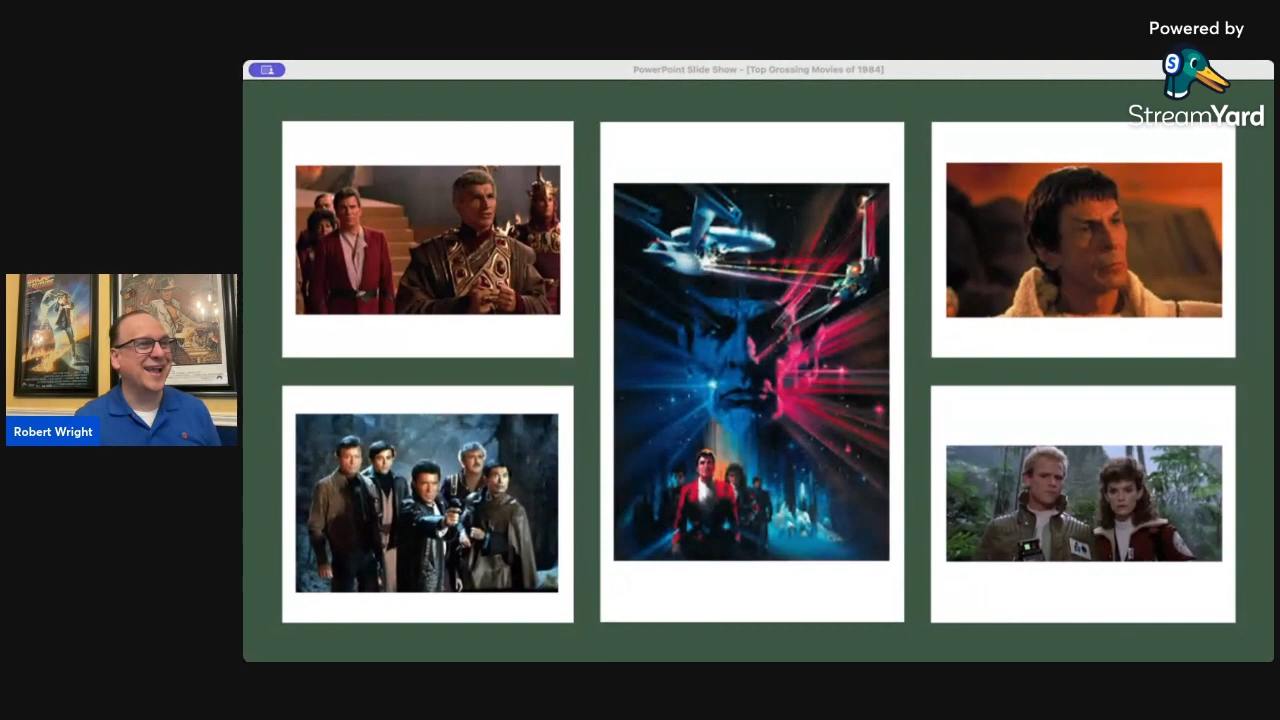 Powered by
PowerPoint Slide Show - [Top Grossing Movies of 1984]
S
StreamYard
Robert Wright